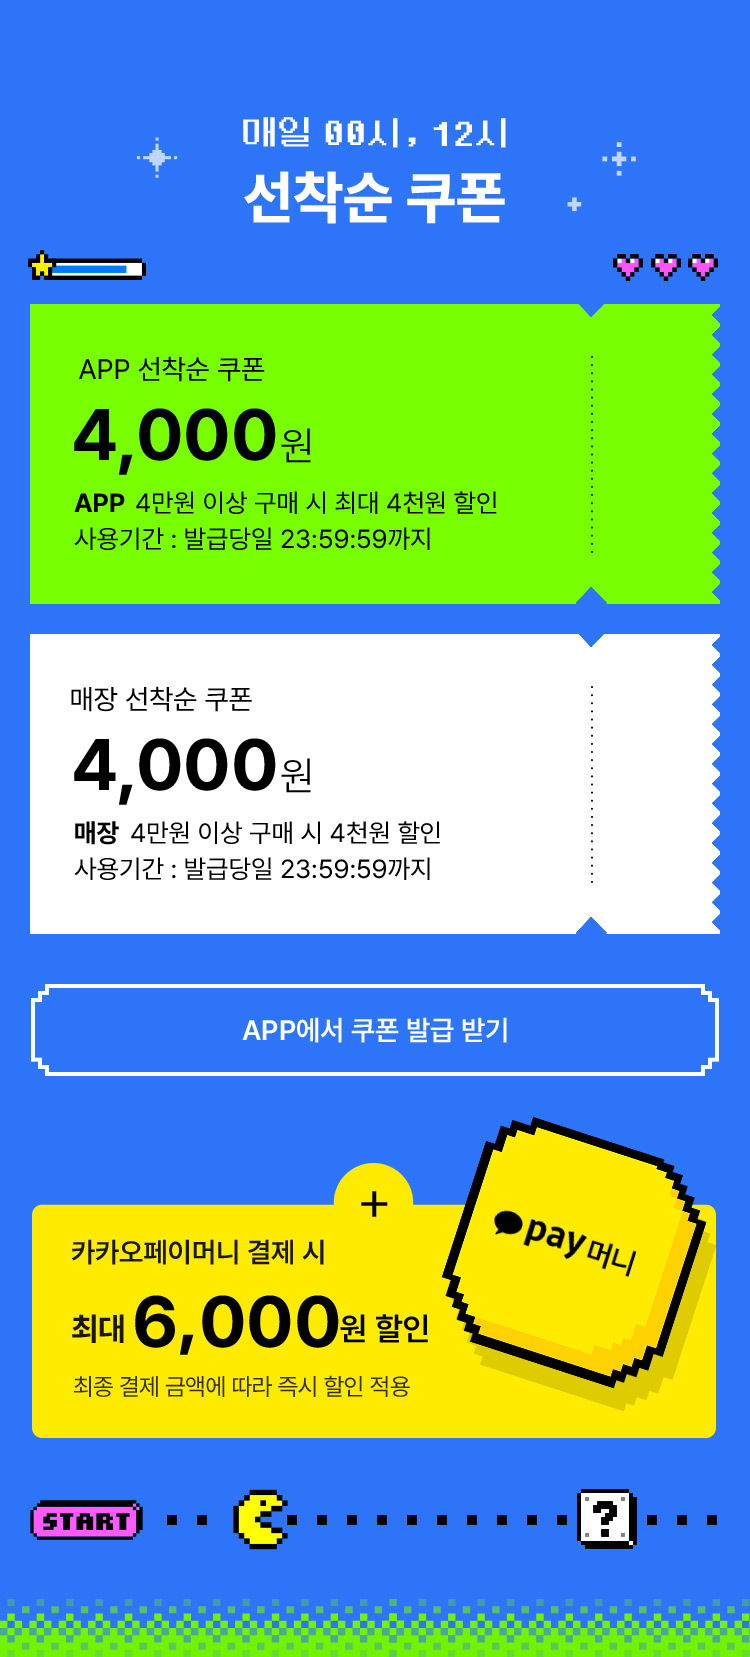 매일 00시, 12시
선착순 쿠폰
APP 선착순 쿠폰
4,000원
APP 4만원 이상 구매 시 최대 4천원 할인
사용기간 : 발급당일 23:59:59까지
매장 선착순 쿠폰
4,000원
매장 4만원 이상 구매 시 4천원 할인
사용기간 : 발급당일 23:59:59까지
APP에서 쿠폰 발급 받기
+
pay머니
카카오페이머니 결제 시
최대 6,000원 할인
최종 결제 금액에 따라 즉시 할인 적용
START
?